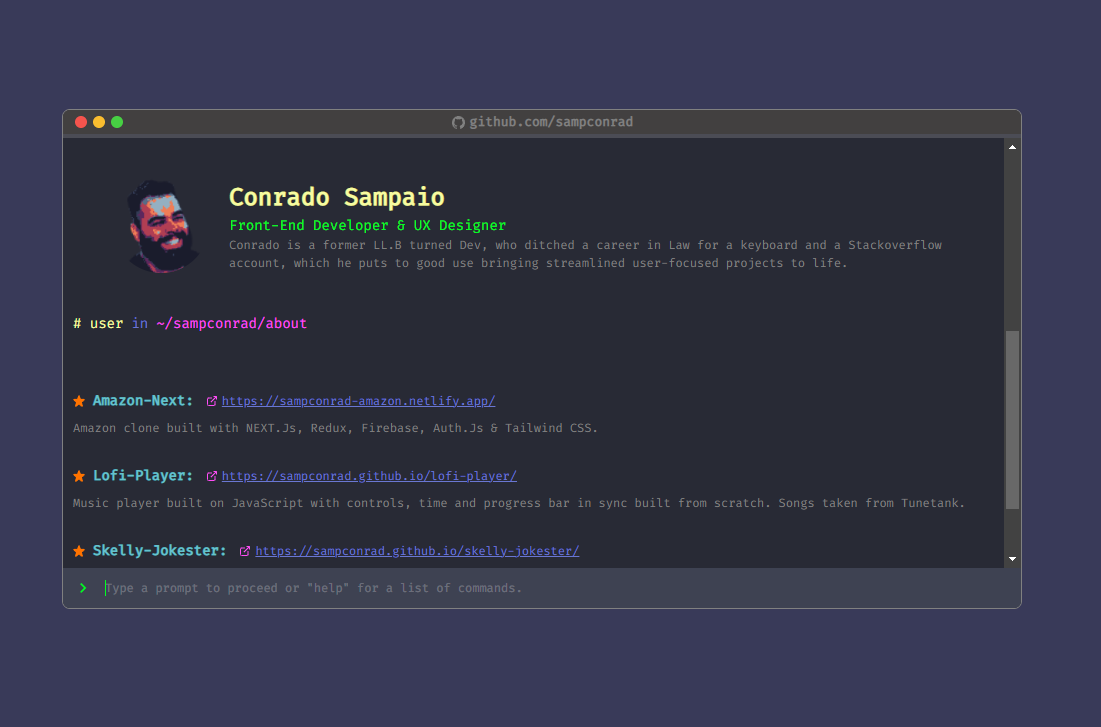 github.com/sampconrad
Conrado Sampaio
Front-End Developer & UX Designer
Conrado is a former LL.B turned Dev, who ditched a career in Law for a keyboard and a Stackoverflow
account, which he puts to good use bringing streamlined user-focused projects to life.
# user in ~/sampconrad/about
Amazon-Next: https://sampconrad-amazon.netlify.app/
Amazon clone built with NEXT.Js, Redux, Firebase, Auth.Js & Tailwind CSS.
Lofi-Player: https://sampconrad.github.io/lofi-player/
Music player built on JavaScript with controls, time and progress bar in sync built from scratch. Songs taken from Tunetank.
Skelly-Jokester: https://sampconrad.github.io/skelly-jokester/
> Type a prompt to proceed or "help" for a list of commands.